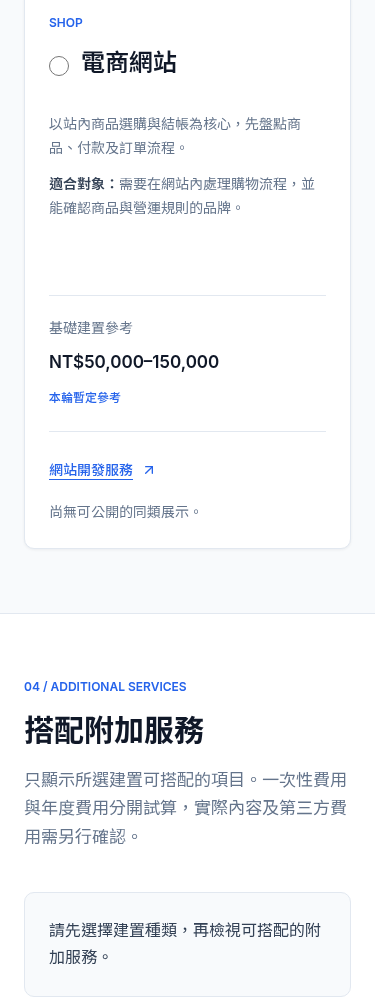 SHOP
電商網站
以站內商品選購與結帳為核心，先盤點商
品、付款及訂單流程。
適合對象：需要在網站內處理購物流程，並
能確認商品與營運規則的品牌。
基礎建置參考
NT$50,000–150,000
本輪暫定參考
網站開發服務
尚無可公開的同類展示。
04 / ADDITIONAL SERVICES
搭配附加服務
只顯示所選建置可搭配的項目。一次性費用
與年度費用分開試算，實際內容及第三方費
用需另行確認。
請先選擇建置種類，再檢視可搭配的附
加服務。